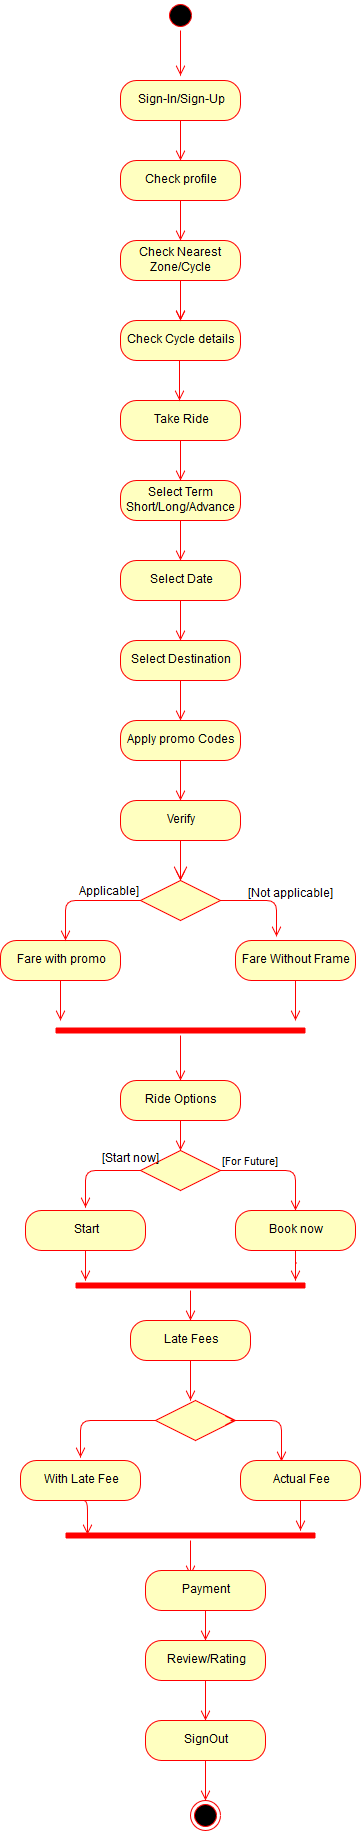 Sign-In/Sign-Up
Check profile
Check Nearest
Zone/Cycle
Check Cycle details
Take Ride
Select Term
Short/Long/Advance
Select Date
Select Destination
Apply promo Codes
Verify
Applicable]
[Not applicable]
Fare with promo
Fare Without Frame
Ride Options
[Start now]
[For Future]
Start
Book now
Late Fees
With Late Fee
Actual Fee
Payment
Review/Rating
SignOut